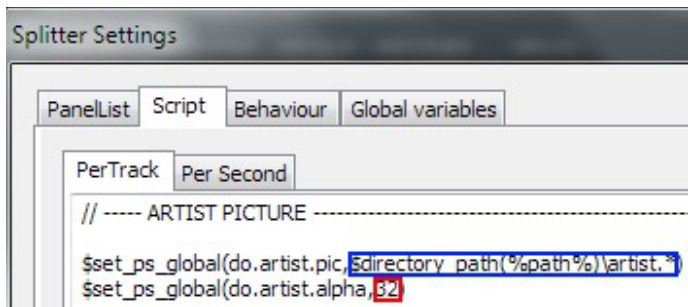 Splitter Settings
PanelList Script Behaviour Global variables
PerTrack Per Second
// ----- ARTIST PICTURE -----------------------------------------------------
$set_ps_global(do.artist.pic,$directory_path(%path%)\artist.*)
$set_ps_global(do.artist.alpha,32)